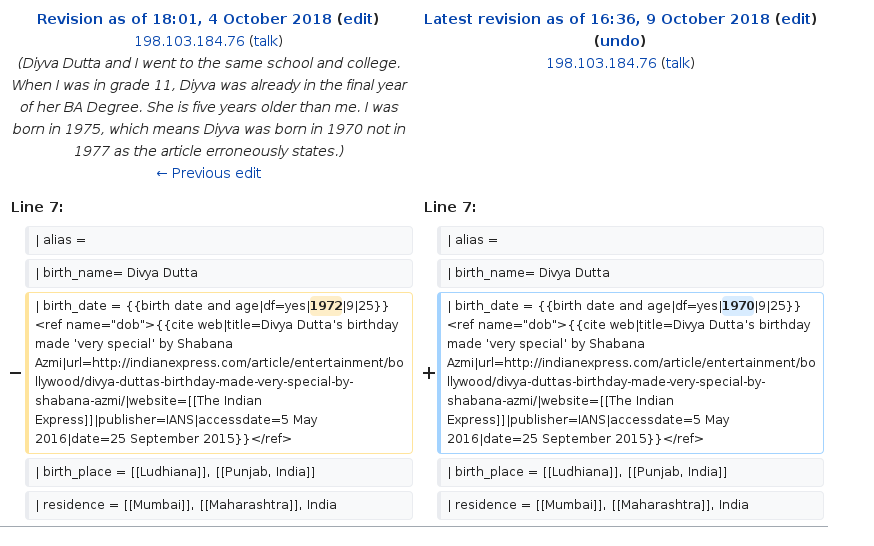 Revision as of 18:01, 4 October 2018 (edit)
198.103.184.76 (talk)
(Diyva Dutta and I went to the same school and college.
When I was in grade 11, Diyva was already in the final year
of her BA Degree. She is five years older than me. I was
born in 1975, which means Diyva was born in 1970 not in
1977 as the article erroneously states.)
← Previous edit
Latest revision as of 16:36, 9 October 2018 (edit)
(undo)
198.103.184.76 (talk)
Line 7:
Line 7:
| alias =
| alias =
| birth_name= Divya Dutta
| birth_name= Divya Dutta
− | birth_date = {{birth date and age|df=yes|1972|9|25}}
<ref name="dob">{{cite web|title=Divya Dutta's birthday
made 'very special' by Shabana
Azmi|url=http://indianexpress.com/article/entertainment/bo
llywood/divya-duttas-birthday-made-very-special-by-
shabana-azmi/|website=[[The Indian
Express]]|publisher=IANS|accessdate=5 May
2016|date=25 September 2015}}</ref>
+ | birth_date = {{birth date and age|df=yes|1970|9|25}}
<ref name="dob">{{cite web|title=Divya Dutta's birthday
made 'very special' by Shabana
Azmi|url=http://indianexpress.com/article/entertainment/bo
llywood/divya-duttas-birthday-made-very-special-by-
shabana-azmi/|website=[[The Indian
Express]]|publisher=IANS|accessdate=5 May
2016|date=25 September 2015}}</ref>
| birth_place = [[Ludhiana]], [[Punjab, India]]
| birth_place = [[Ludhiana]], [[Punjab, India]]
| residence = [[Mumbai]], [[Maharashtra]], India
| residence = [[Mumbai]], [[Maharashtra]], India